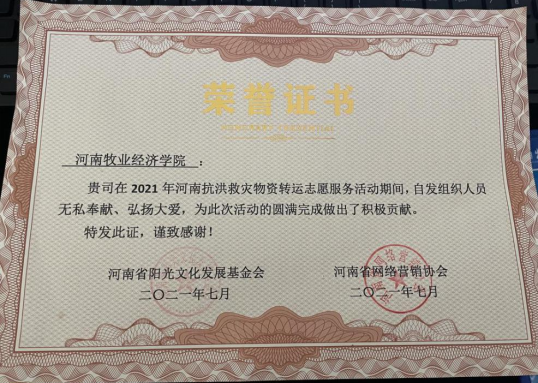 荣誉证书
河南牧业经济学院：
贵司在2021年河南抗洪救灾物资转运志愿服务活动期间，自发组织人员
无私奉献、弘扬大爱，为此次活动的圆满完成做出了积极贡献。
特发此证，谨致感谢！
河南省阳光文化发展基金会 河南省网络营销协会
二〇二一年七月 二〇二一年七月